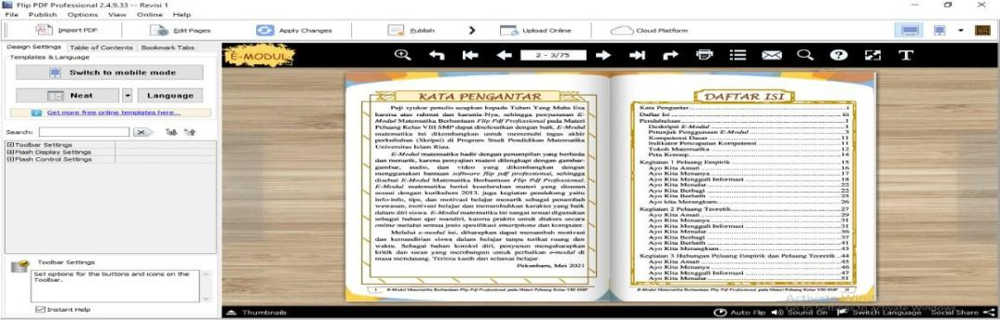 Flip PDF Professional 2.4.9.33 -- Revisi 1
File Publish Options View Online Help
Import PDF Edit Pages Apply Changes Publish Upload Online Cloud Platform
Design Settings Table of Contents Bookmark Tabs
Templates & Language
Switch to mobile mode
Neat Language
Get more free online templates here...
Search:
Toolbar Settings
Flash Display Settings
Flash Control Settings
Toolbar Settings
Set options for the buttons and icons on the
Toolbar.
Instant Help
E-MODUL
2 - 3/75
KATA PENGANTAR
Puji syukur penulis ucapkan kepada Tuhan Yang Maha Esa
karena atas rahmat dan karunia-Nya, sehingga penyusunan E-
Modul Matematika Berbantuan Flip Pdf Professional pada Materi
Peluang Kelas VIII SMP dapat diselesaikan dengan baik. E-Modul
matematika ini dikembangkan untuk memenuhi tugas akhir
perkuliahan (Skripsi) di Program Studi Pendidikan Matematika
Universitas Islam Riau.
E-Modul matematika hadir dengan penampilan yang berbeda
dan menarik, karena penyajian materi dilengkapi dengan gambar-
gambar, audio, dan video yang dikembangkan dengan
menggunakan bantuan software flip pdf professional, sehingga
disebut E-Modul Matematika Berbantuan Flip Pdf Professional.
E-Modul matematika berisi keseluruhan materi yang disusun
sesuai dengan kurikulum 2013, juga kegiatan pendukung yaitu
info-info, tips, dan motivasi belajar menarik sebagai penambah
wawasan, motivasi belajar dan menumbuhkan karakter yang baik
dalam diri siswa. E-Modul matematika ini sangat sesuai digunakan
sebagai bahan ajar mandiri, karena praktis untuk diakses secara
online melalui semua jenis spesifikasi smartphone dan komputer.
Melalui e-modul ini, diharapkan dapat menambah motivasi
dan kemandirian siswa dalam belajar tanpa terikat ruang dan
waktu. Sebagai bahan koreksi diri, penyusun mengharapkan
kritik dan saran yang membangun untuk perbaikan e-modul di
masa mendatang. Terima kasih dan selamat belajar.
Pekanbaru, Mei 2021
i E-Modul Matematika Berbantuan Flip Pdf Professional pada Materi Peluang Kelas VIII SMP
DAFTAR ISI
Kata Pengantar i
Daftar Isi iii
Pendahuluan 1
Deskripsi E-Modul 1
Petunjuk Penggunaan E-Modul
Kompetensi Dasar 11
Indikator Pencapaian Kompetensi 11
Tokoh Matematika 12
Peta Konsep 14
Kegiatan 1 Peluang Empirik 15
Ayo Kita Amati 16
Ayo Kita Menanya 17
Ayo Kita Menggali Informasi 18
Ayo Kita Menalar 22
Ayo Kita Berbagi 22
Ayo Kita Berlatih 25
Ayo kita Merangkum 26
Kegiatan 2 Peluang Teoretik 27
Ayo Kita Amati 29
Ayo Kita Menanya 31
Ayo Kita Menggali Informasi 31
Ayo Kita Menalar 36
Ayo Kita Berbagi 37
Ayo Kita Berlatih 41
Ayo Kita Merangkum 43
Kegiatan 3 Hubungan Peluang Empirik dan Peluang Teoretik 44
Ayo Kita Amati 45
Ayo Kita Menanya 46
Ayo Kita Menggali Informasi 47
Ayo Kita Menalar 51
E-Modul Matematika Berbantuan Flip Pdf Professional pada Materi Peluang Kelas VIII SMP
Activate Windows
Go to Settings to activate Windows.
Thumbnails Auto Flip Sound On Switch Language Social Share